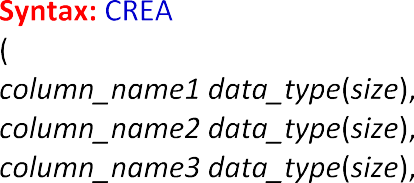 Syntax: CREA
(
column_name1 data_type(size),
column_name2 data_type(size),
column_name3 data_type(size),